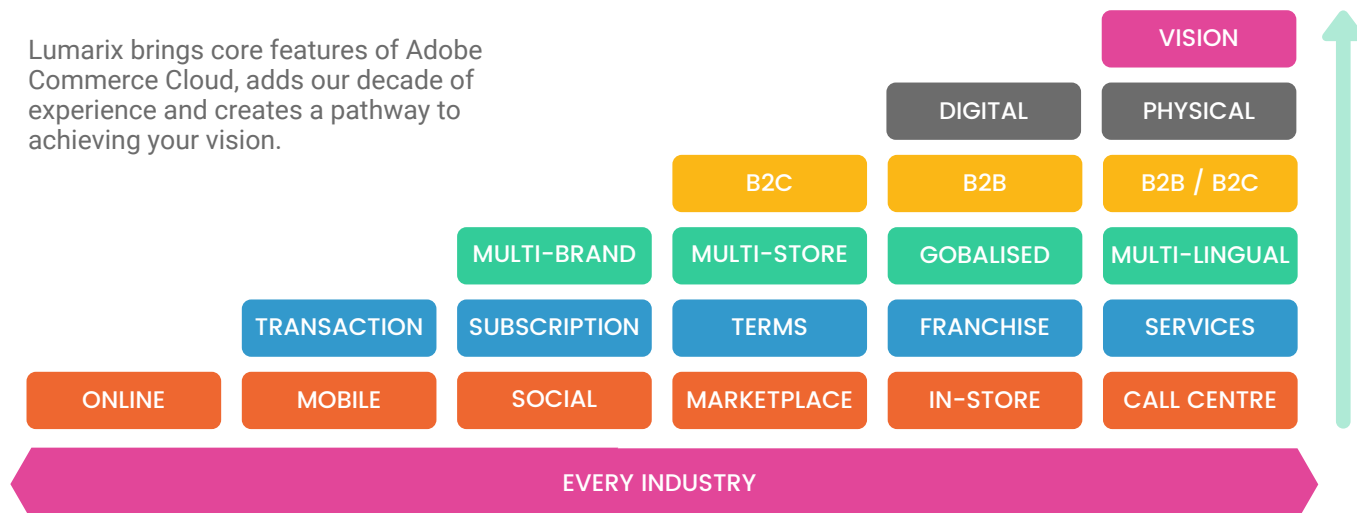 Lumarix brings core features of Adobe
Commerce Cloud, adds our decade of
experience and creates a pathway to
achieving your vision.
VISION
DIGITAL
PHYSICAL
B2C
B2B
B2B / B2C
MULTI-BRAND
MULTI-STORE
GOBALISED
MULTI-LINGUAL
TRANSACTION
SUBSCRIPTION
TERMS
FRANCHISE
SERVICES
ONLINE
MOBILE
SOCIAL
MARKETPLACE
IN-STORE
CALL CENTRE
EVERY INDUSTRY